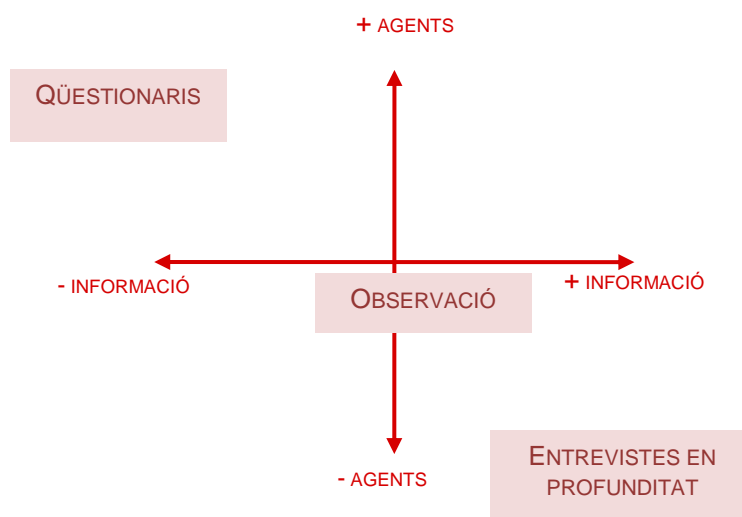 + AGENTS
QÜESTIONARIS
- INFORMACIÓ
+ INFORMACIÓ
OBSERVACIÓ
ENTREVISTES EN
PROFUNDITAT
- AGENTS